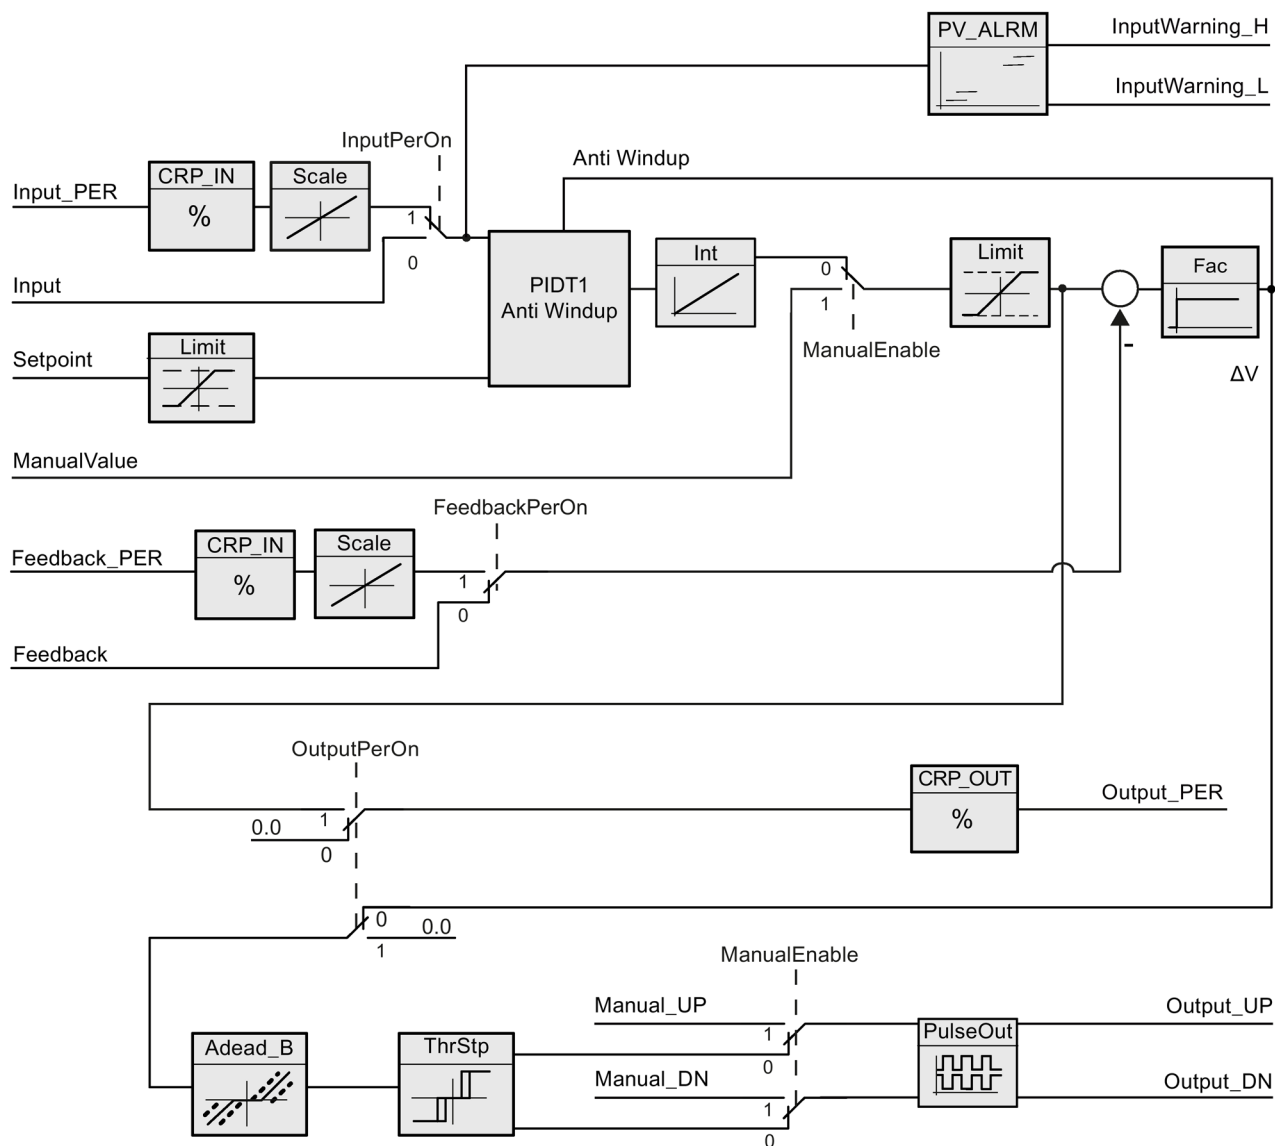 PV_ALRM
InputWarning_H
InputWarning_L
InputPerOn
Anti Windup
Input_PER
CRP_IN
%
Scale
1
0
Input
PIDT1
Anti Windup
Int
0
1
ManualEnable
Limit
Fac
-
ΔV
Setpoint
Limit
ManualValue
FeedbackPerOn
Feedback_PER
CRP_IN
%
Scale
1
0
Feedback
OutputPerOn
0.0
1
0
CRP_OUT
%
Output_PER
0
0.0
1
ManualEnable
Manual_UP
1
0
Manual_DN
1
0
PulseOut
Output_UP
Output_DN
Adead_B
ThrStp